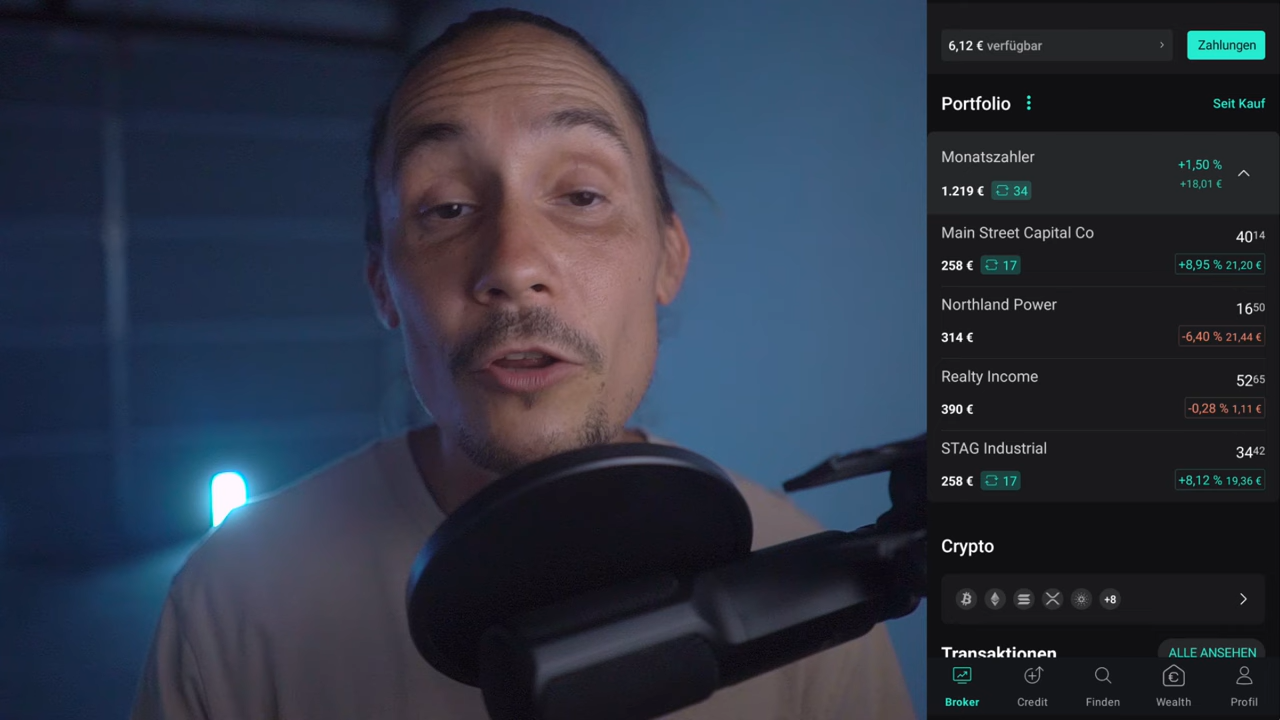 6,12 € verfügbar
Zahlungen
Portfolio
Seit Kauf
Monatszahler
+1,50 %
1.219 € 34
+18,01 €
Main Street Capital Co
4014
258 € 17
+8,95 % 21,20 €
Northland Power
1650
314 €
-6,40 % 21,44 €
Realty Income
5265
390 €
-0,28 % 1,11 €
STAG Industrial
3442
258 € 17
+8,12 % 19,36 €
Crypto
+8
Transaktionen
ALLE ANSEHEN
Broker
Credit
Finden
Wealth
Profil